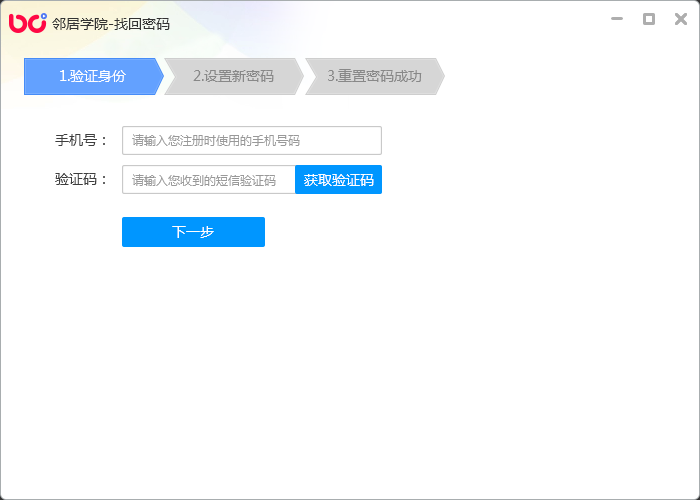 邻居学院-找回密码
1.验证身份 2.设置新密码 3.重置密码成功
手机号： 请输入您注册时使用的手机号码
验证码： 请输入您收到的短信验证码 获取验证码
下一步